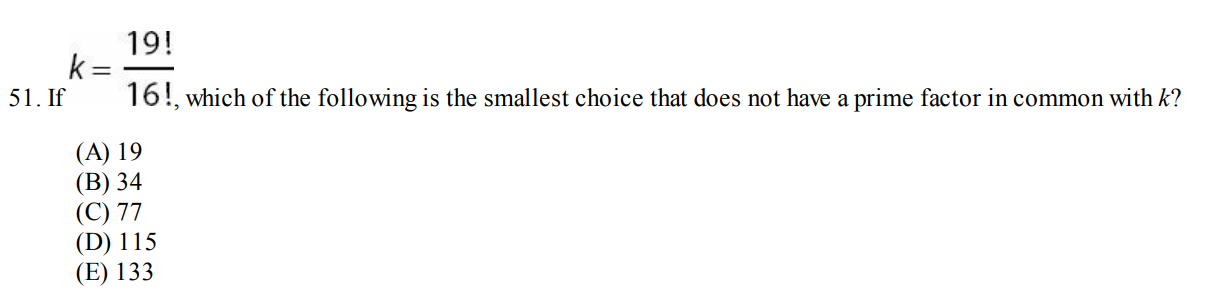 k = 19!
51. If 16!, which of the following is the smallest choice that does not have a prime factor in common with k?
(A) 19
(B) 34
(C) 77
(D) 115
(E) 133